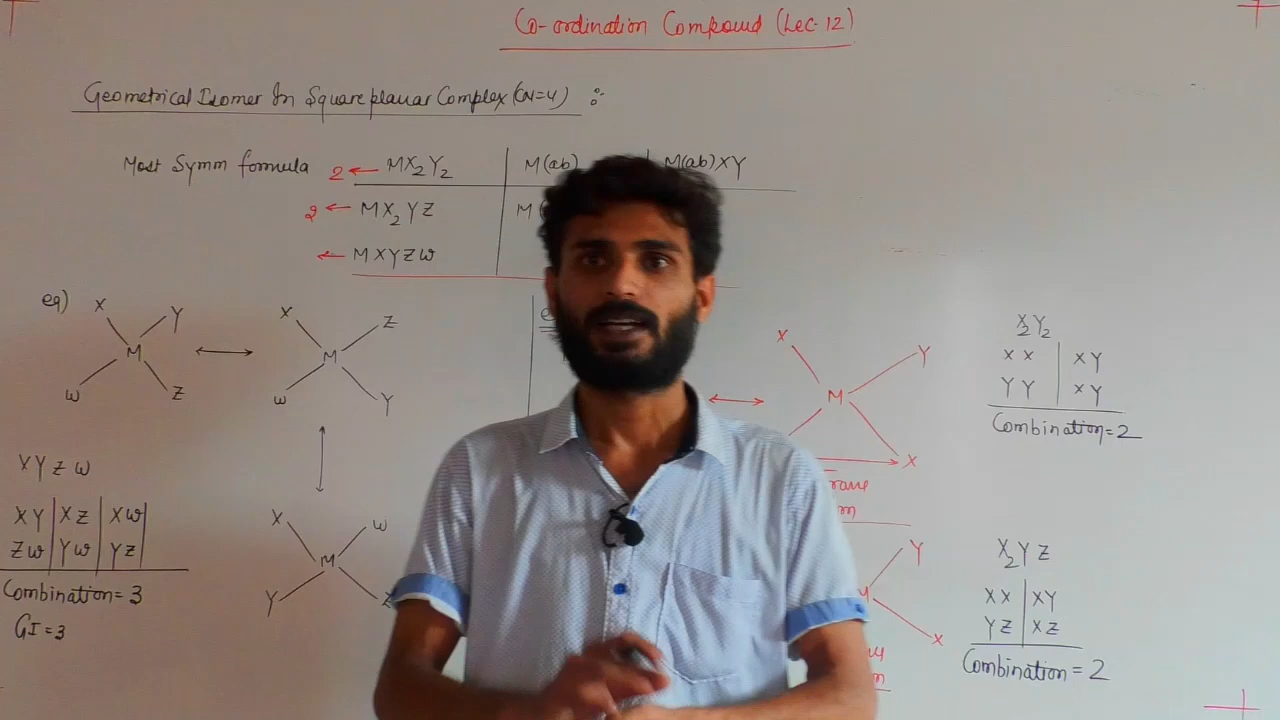 Co-ordination Compound (Lec-12)
Geometrical Isomer In Square planar Complex (CN=4) :-
Most Symm formula
2 ← MX₂Y₂ M(ab) M(ab)XY
2 ← MX₂YZ M
← MXYZW
eg)
X Y
M
W Z
X Z
M
W Y
X W
M
Y Z
XYZW
XY XZ XW
ZW YW YZ
Combination = 3
GI = 3
X Y
M
X
Y
X
X₂Y₂
XX XY
YY XY
Combination = 2
X₂YZ
XX XY
YZ XZ
Combination = 2